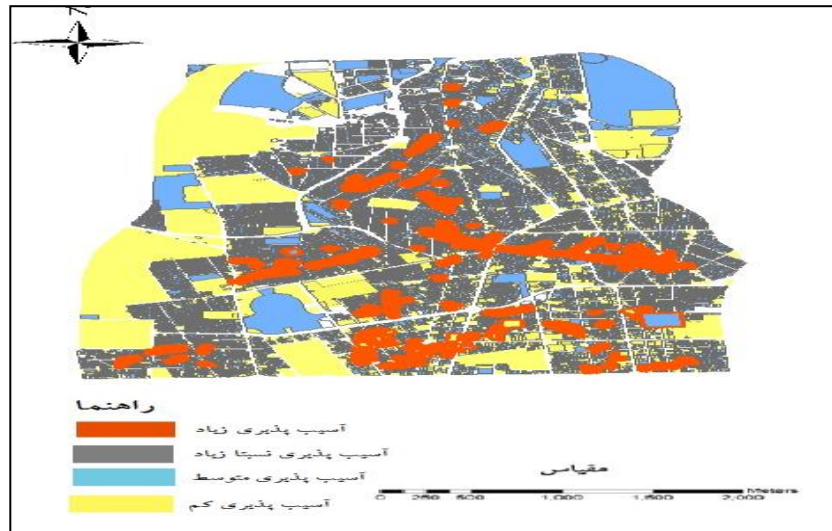 راهنما
آسیب پذیری زیاد
آسیب پذیری نسبتا زیاد
آسیب پذیری متوسط
آسیب پذیری کم
مقیاس
0 250 500 1,000 1,500 2,000 Meters